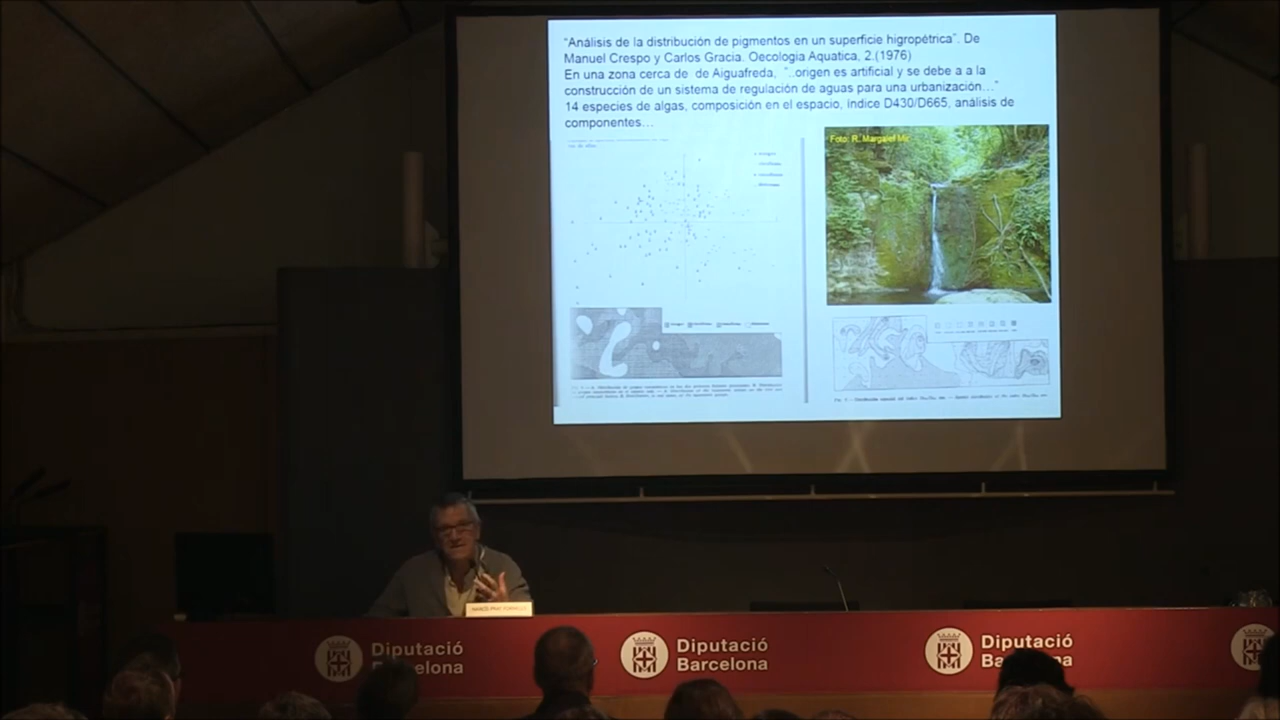 “Análisis de la distribución de pigmentos en un superficie higropétrica”. De
Manuel Crespo y Carlos Gracia. Oecologia Aquatica, 2.(1976)
En una zona cerca de de Aiguafreda, “..origen es artificial y se debe a a la
construcción de un sistema de regulación de aguas para una urbanización…”
14 especies de algas, composición en el espacio, índice D430/D665, análisis de
componentes…
Foto: R. Margalef Mir
Diputació
Barcelona
Diputació
Barcelona
Diputació